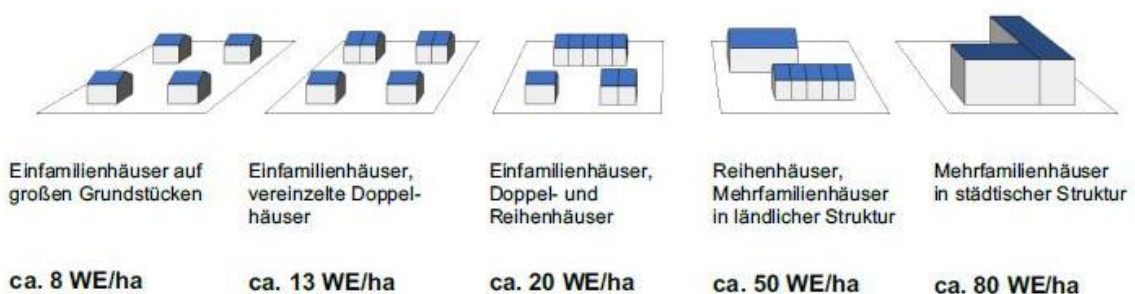 Einfamilienhäuser auf
großen Grundstücken
Einfamilienhäuser,
vereinzelte Doppel-
häuser
Einfamilienhäuser,
Doppel- und
Reihenhäuser
Reihenhäuser,
Mehrfamilienhäuser
in ländlicher Struktur
Mehrfamilienhäuser
in städtischer Struktur
ca. 8 WE/ha
ca. 13 WE/ha
ca. 20 WE/ha
ca. 50 WE/ha
ca. 80 WE/ha